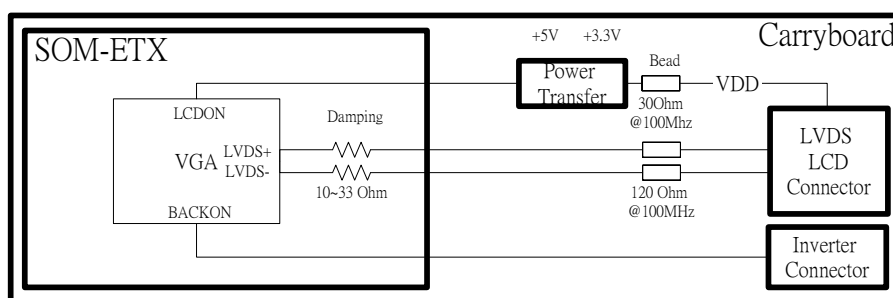 +5V +3.3V
Carryboard
SOM-ETX
Bead
Power
Transfer
VDD
30Ohm
@100Mhz
LCDON
Damping
VGA
LVDS+
LVDS-
10~33 Ohm
120 Ohm
@100MHz
LVDS
LCD
Connector
BACKON
Inverter
Connector